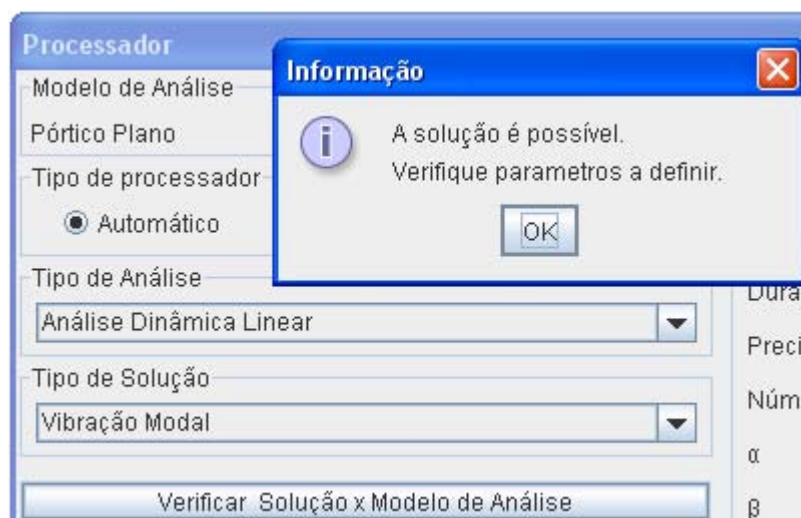 Processador
Modelo de Análise
Pórtico Plano
Tipo de processador
Automático
Tipo de Análise
Análise Dinâmica Linear
Tipo de Solução
Vibração Modal
Verificar Solução x Modelo de Análise
Informação
A solução é possível.
Verifique parametros a definir.
OK
Dura
Preci
Núm
α
β